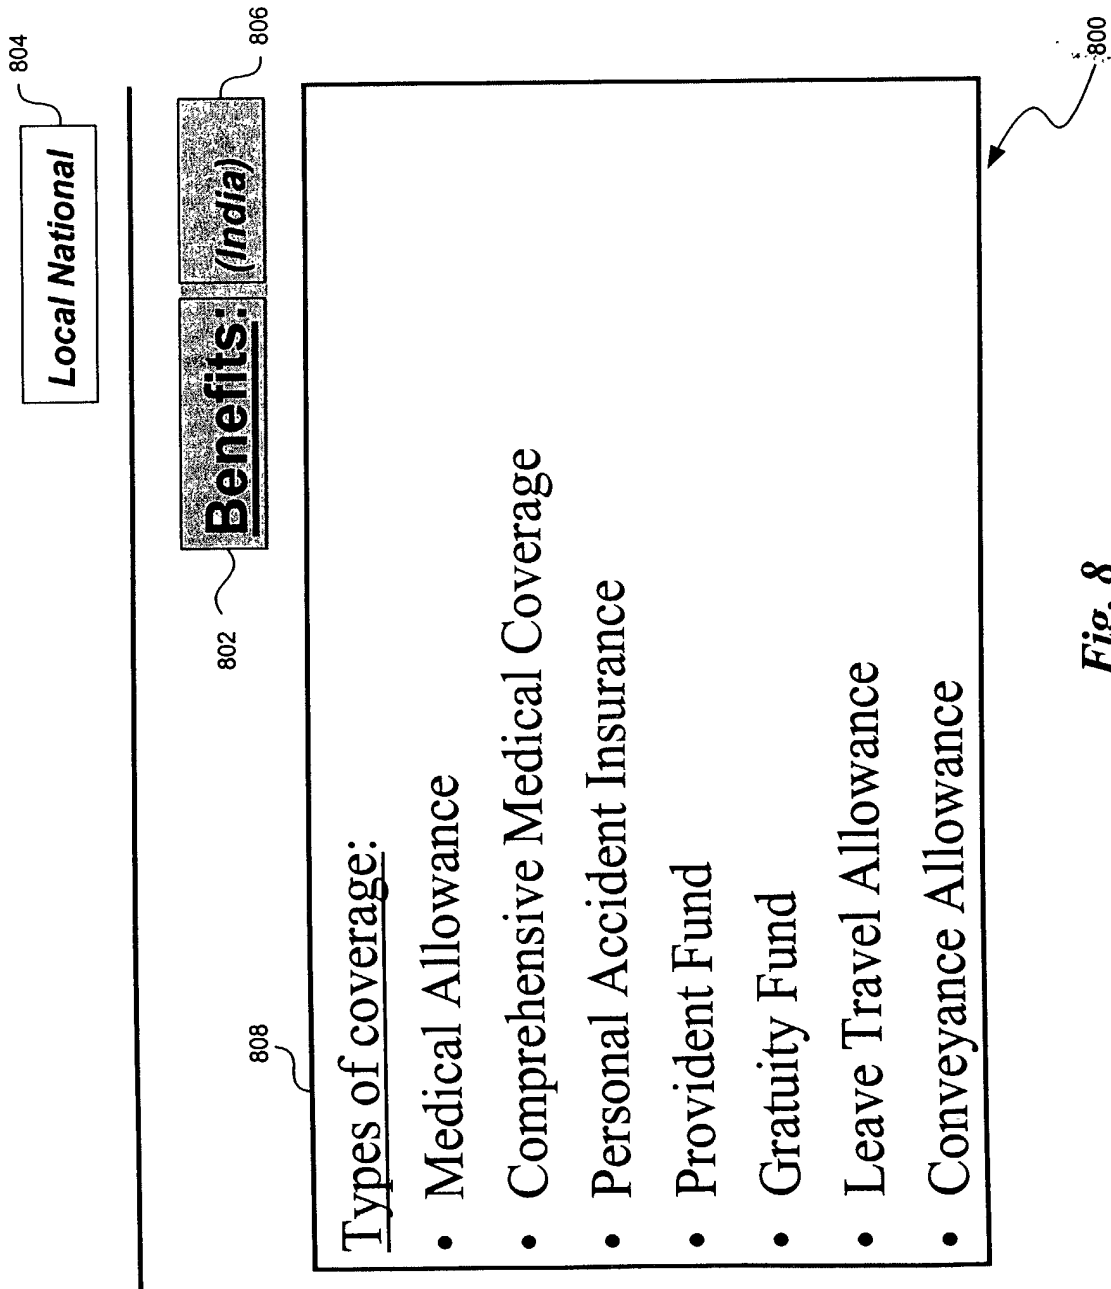 804
Local National
802
Benefits:
(India)
806
808
Types of coverage:
• Medical Allowance
• Comprehensive Medical Coverage
• Personal Accident Insurance
• Provident Fund
• Gratuity Fund
• Leave Travel Allowance
• Conveyance Allowance
800
Fig. 8